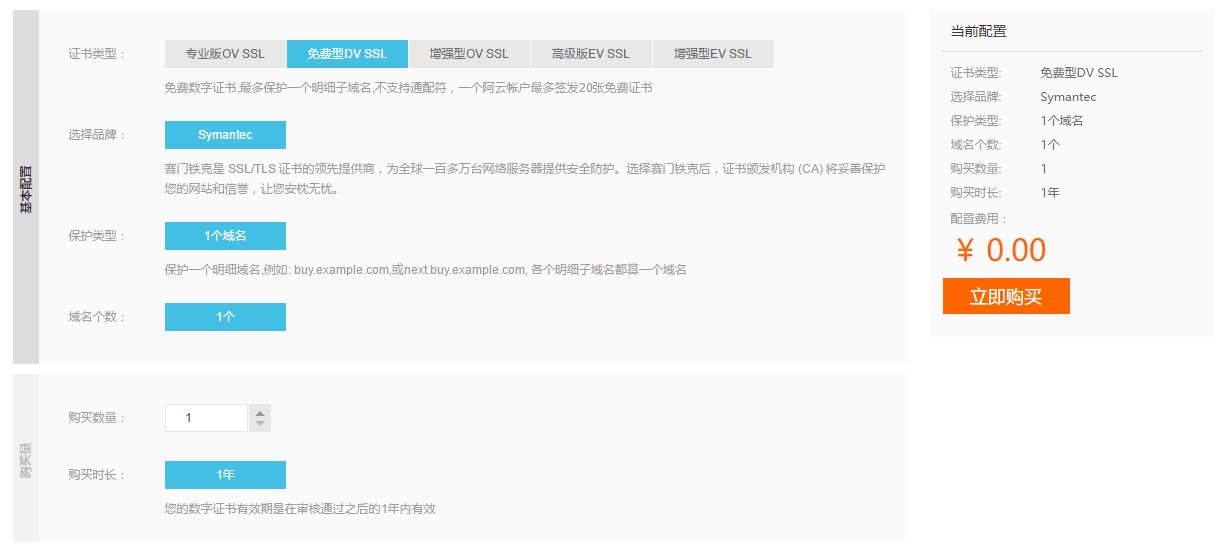 基本配置
证书类型：
专业版OV SSL
免费型DV SSL
增强型OV SSL
高级版EV SSL
增强型EV SSL
免费数字证书,最多保护一个明细子域名,不支持通配符，一个阿云帐户最多签发20张免费证书
选择品牌：
Symantec
赛门铁克是 SSL/TLS 证书的领先提供商，为全球一百多万台网络服务器提供安全防护。选择赛门铁克后，证书颁发机构 (CA) 将妥善保护
您的网站和信誉，让您安枕无忧。
保护类型：
1个域名
保护一个明细域名,例如: buy.example.com,或next.buy.example.com, 各个明细子域名都算一个域名
域名个数：
1个
购买量
购买数量：
1
购买时长：
1年
您的数字证书有效期是在审核通过之后的1年内有效
当前配置
证书类型: 免费型DV SSL
选择品牌: Symantec
保护类型: 1个域名
域名个数: 1个
购买数量: 1
购买时长: 1年
配置费用：
¥ 0.00
立即购买